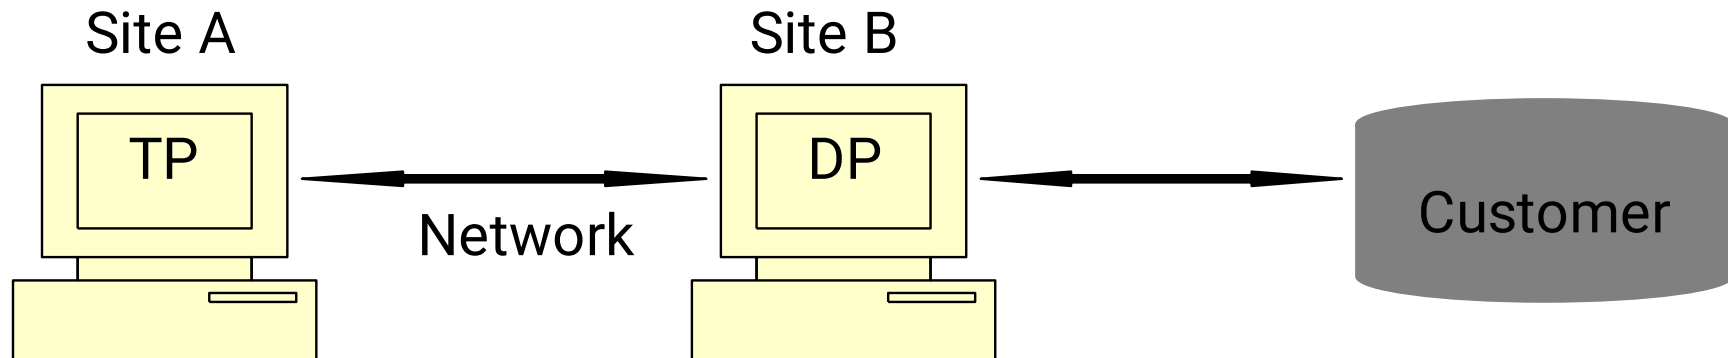 Site A
Site B
TP
DP
Network
Customer